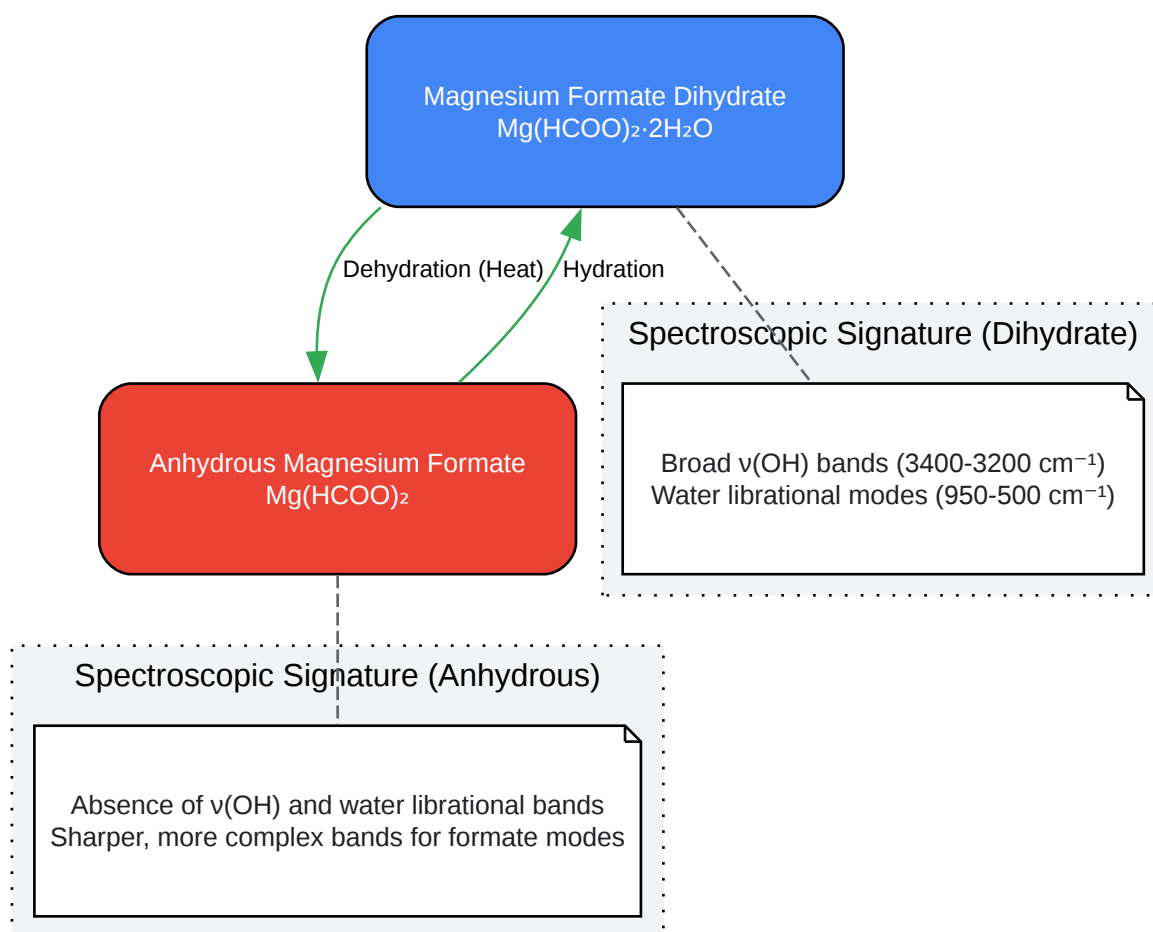 Magnesium Formate Dihydrate
Mg(HCOO)₂·2H₂O
Dehydration (Heat)
Hydration
Spectroscopic Signature (Dihydrate)
Broad ν(OH) bands (3400-3200 cm⁻¹)
Water librational modes (950-500 cm⁻¹)
Anhydrous Magnesium Formate
Mg(HCOO)₂
Spectroscopic Signature (Anhydrous)
Absence of ν(OH) and water librational bands
Sharper, more complex bands for formate modes